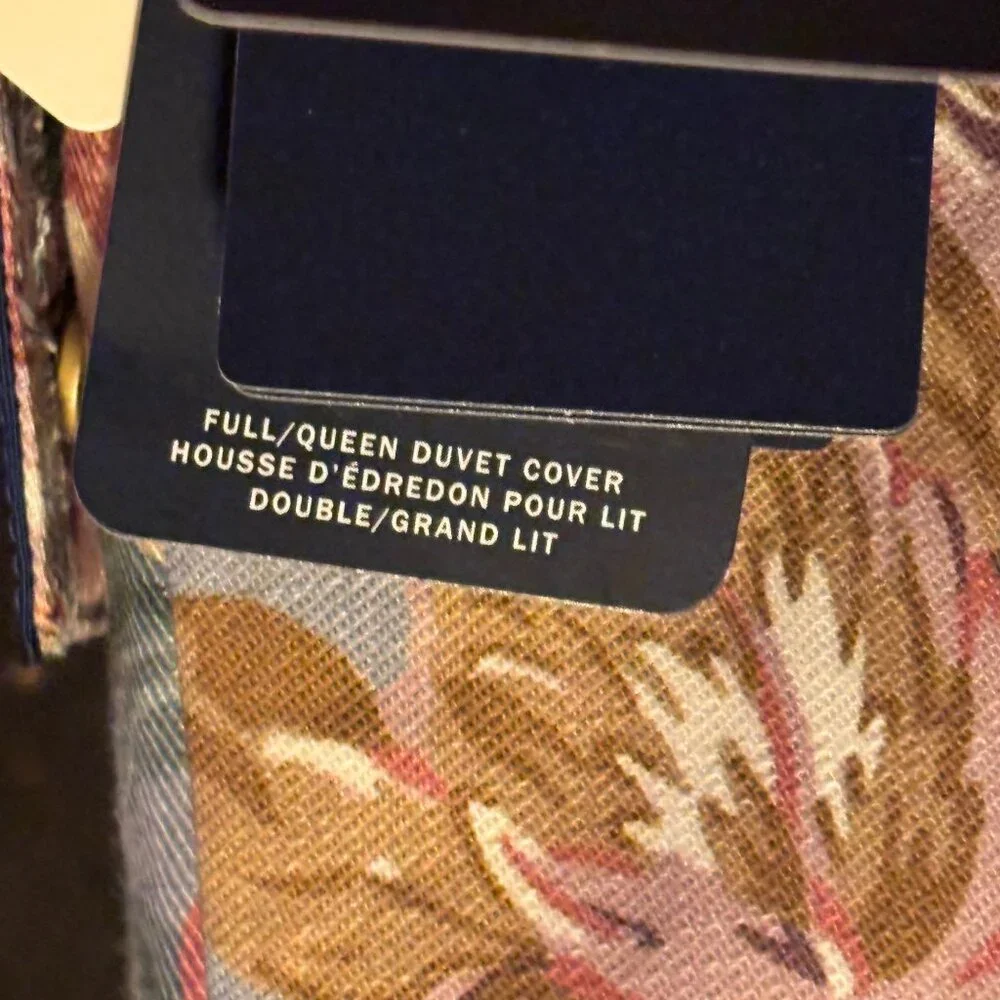 FULL/QUEEN DUVET COVER
HOUSSE D'ÉDREDON POUR LIT
DOUBLE/GRAND LIT